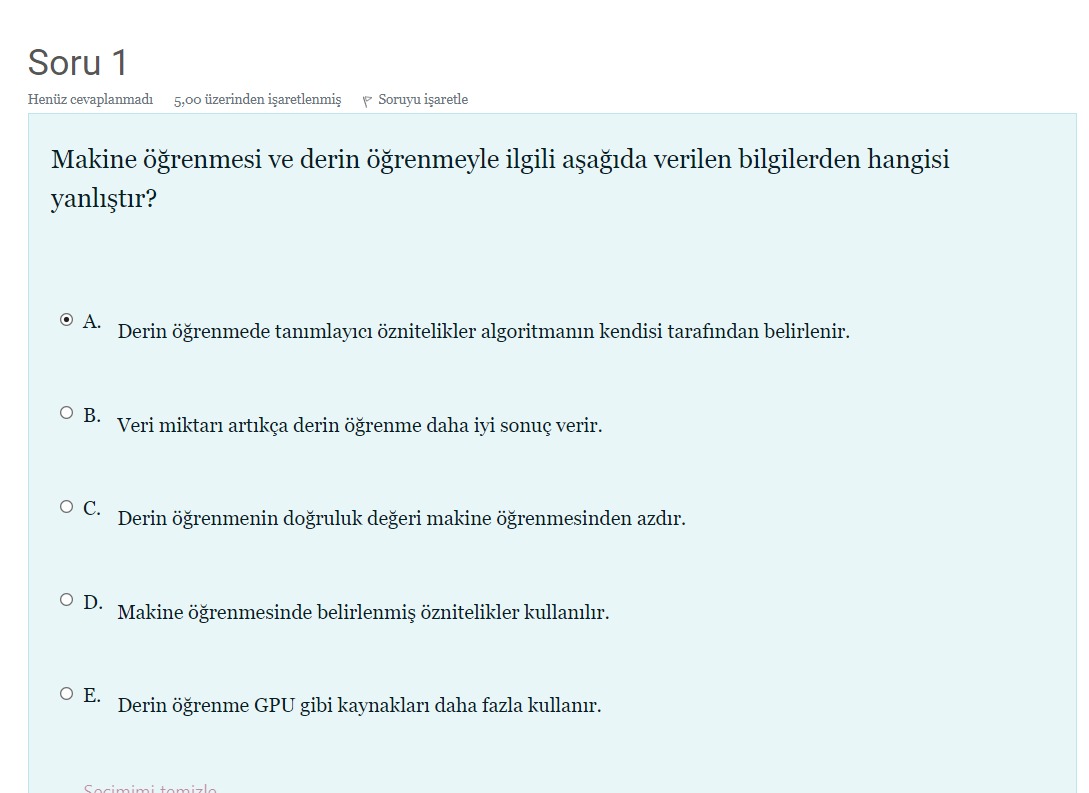 Soru 1
Henüz cevaplanmadı 5,00 üzerinden işaretlenmiş Soruyu işaretle
Makine öğrenmesi ve derin öğrenmeyle ilgili aşağıda verilen bilgilerden hangisi
yanlıştır?
A. Derin öğrenmede tanımlayıcı öznitelikler algoritmanın kendisi tarafından belirlenir.
B. Veri miktarı artıkça derin öğrenme daha iyi sonuç verir.
C. Derin öğrenmenin doğruluk değeri makine öğrenmesinden azdır.
D. Makine öğrenmesinde belirlenmiş öznitelikler kullanılır.
E. Derin öğrenme GPU gibi kaynakları daha fazla kullanır.
Seçimimi temizle